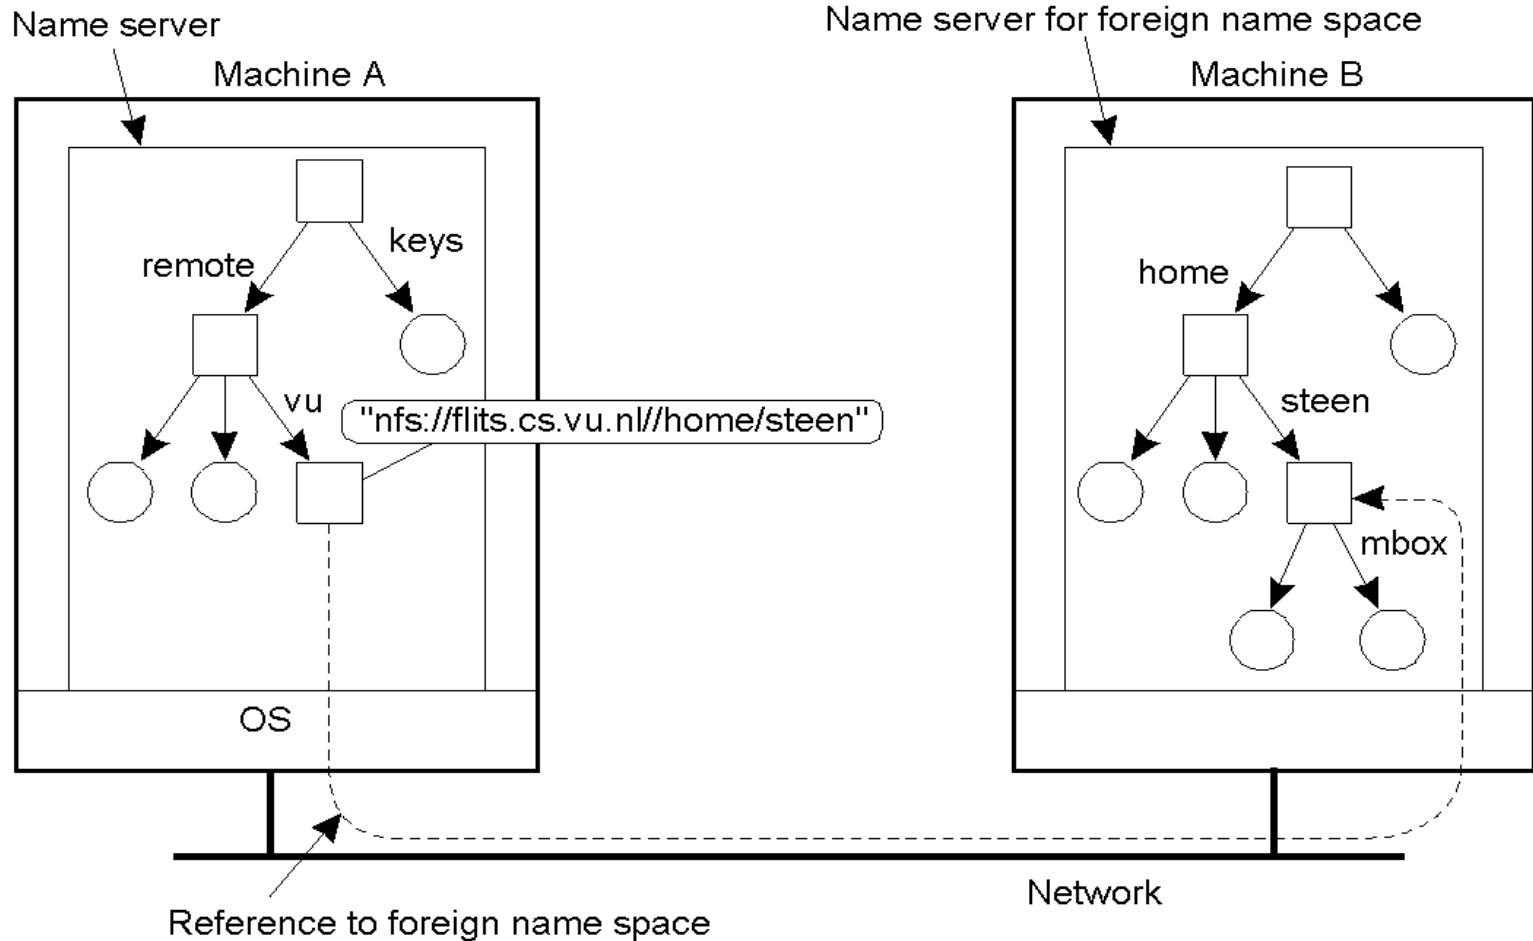 Name server
Name server for foreign name space
Machine A
Machine B
keys
remote
home
vu
"nfs://flits.cs.vu.nl//home/steen"
steen
mbox
OS
Network
Reference to foreign name space